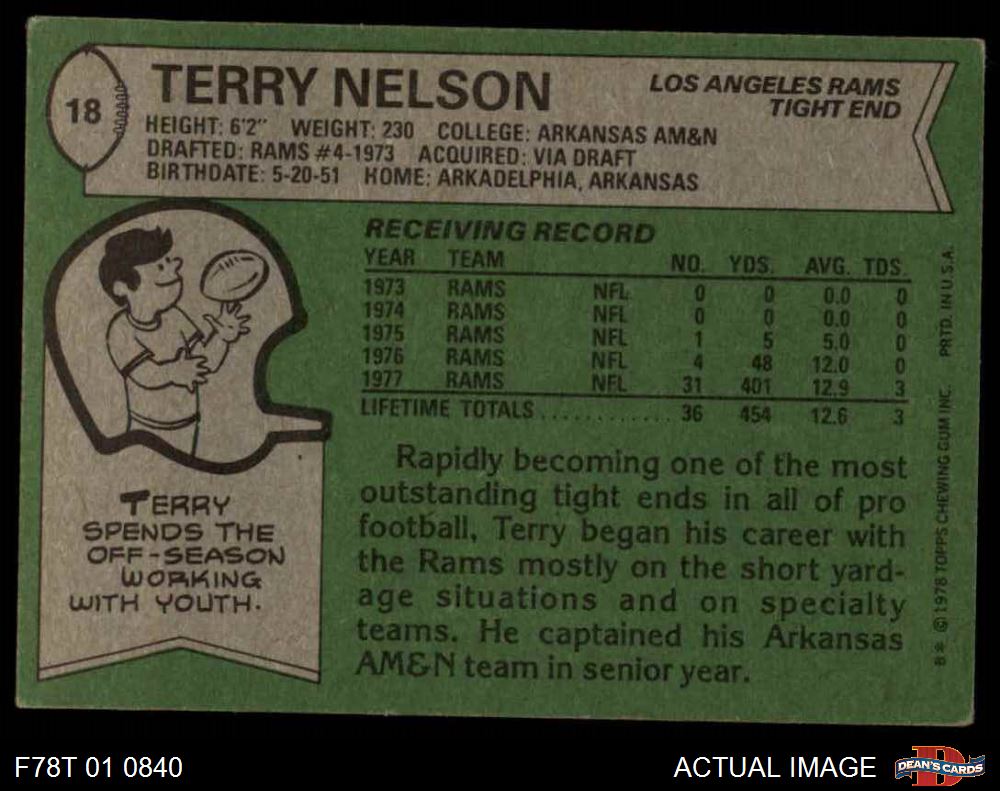 18
TERRY NELSON
LOS ANGELES RAMS
TIGHT END
HEIGHT: 6'2" WEIGHT: 230 COLLEGE: ARKANSAS AM&N
DRAFTED: RAMS #4-1973 ACQUIRED: VIA DRAFT
BIRTHDATE: 5-20-51 HOME: ARKADELPHIA, ARKANSAS
RECEIVING RECORD
YEAR TEAM NO. YDS. AVG. TDS.
1973 RAMS NFL 0 0 0.0 0
1974 RAMS NFL 0 0 0.0 0
1975 RAMS NFL 1 5 5.0 0
1976 RAMS NFL 4 48 12.0 0
1977 RAMS NFL 31 401 12.9 3
LIFETIME TOTALS............ 36 454 12.6 3
TERRY
SPENDS THE
OFF-SEASON
WORKING
WITH YOUTH.
Rapidly becoming one of the most
outstanding tight ends in all of pro
football, Terry began his career with
the Rams mostly on the short yard-
age situations and on specialty
teams. He captained his Arkansas
AM&N team in senior year.
B* ©1978 TOPPS CHEWING GUM INC. PRTD. IN U.S.A.
F78T 01 0840
ACTUAL IMAGE
DEAN'S CARDS